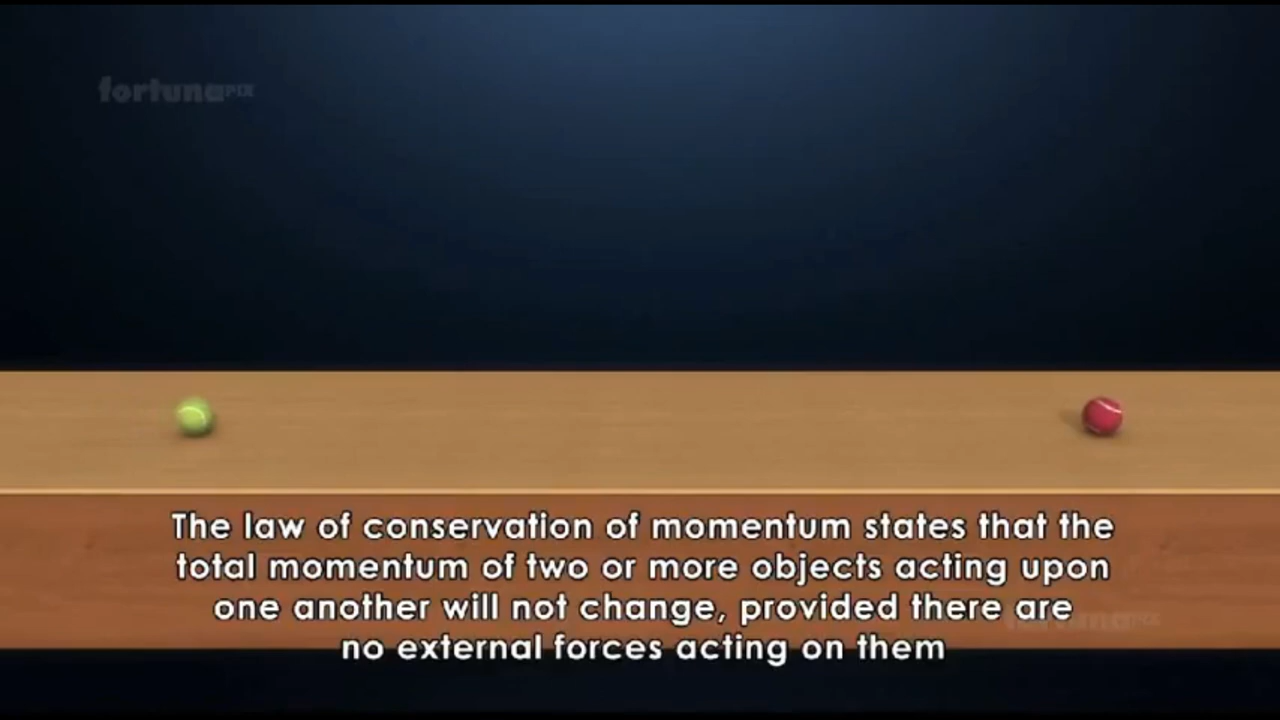 fortunaPIX
The law of conservation of momentum states that the
total momentum of two or more objects acting upon
one another will not change, provided there are
no external forces acting on them